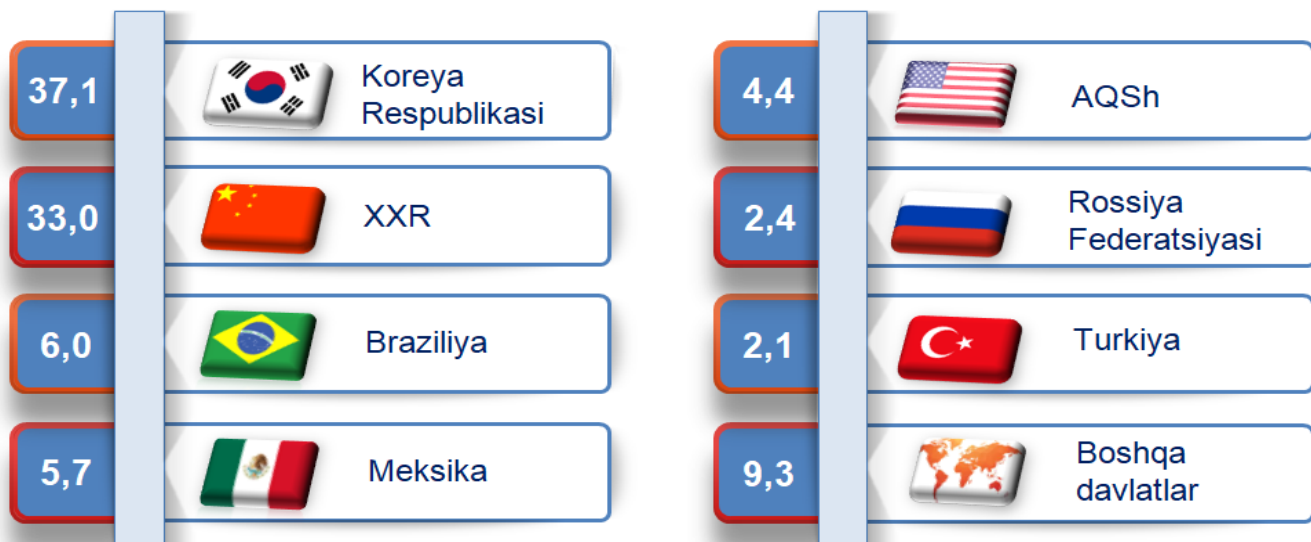 37,1
Koreya
Respublikasi
33,0
XXR
6,0
Braziliya
5,7
Meksika
4,4
AQSh
2,4
Rossiya
Federatsiyasi
2,1
Turkiya
9,3
Boshqa
davlatlar